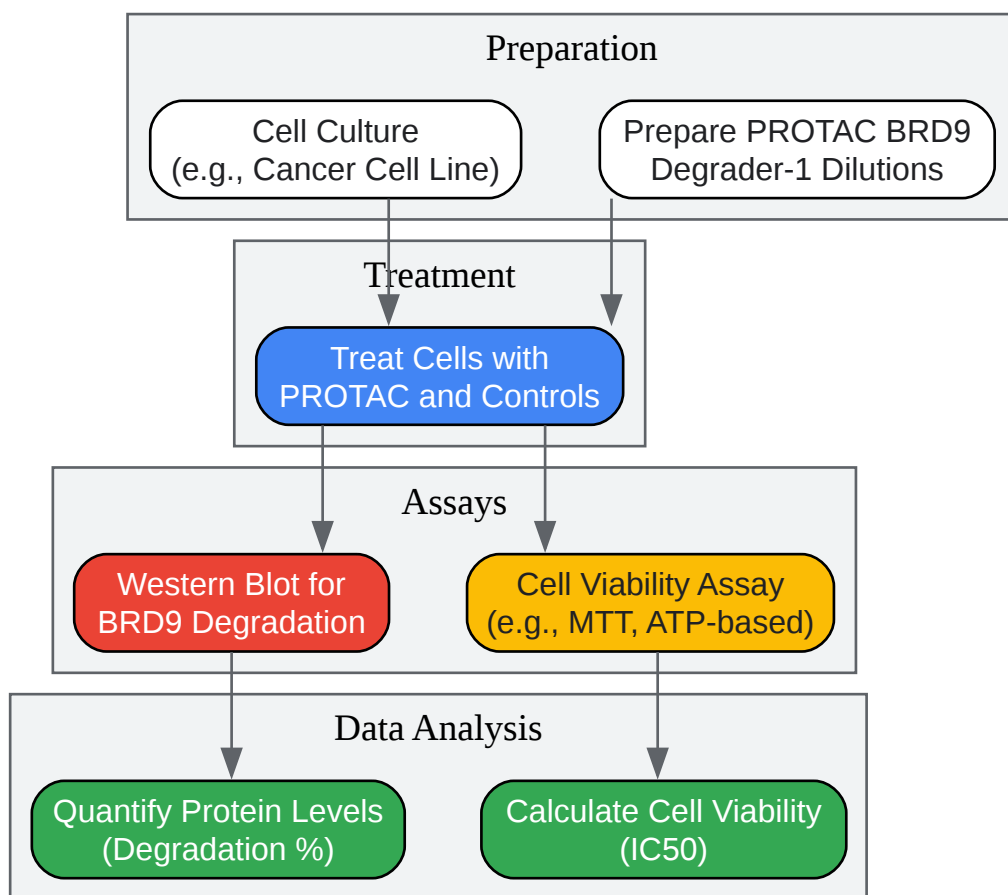 Preparation
Cell Culture
(e.g., Cancer Cell Line)
Prepare PROTAC BRD9
Degrader-1 Dilutions
Treatment
Treat Cells with
PROTAC and Controls
Assays
Western Blot for
BRD9 Degradation
Cell Viability Assay
(e.g., MTT, ATP-based)
Data Analysis
Quantify Protein Levels
(Degradation %)
Calculate Cell Viability
(IC50)